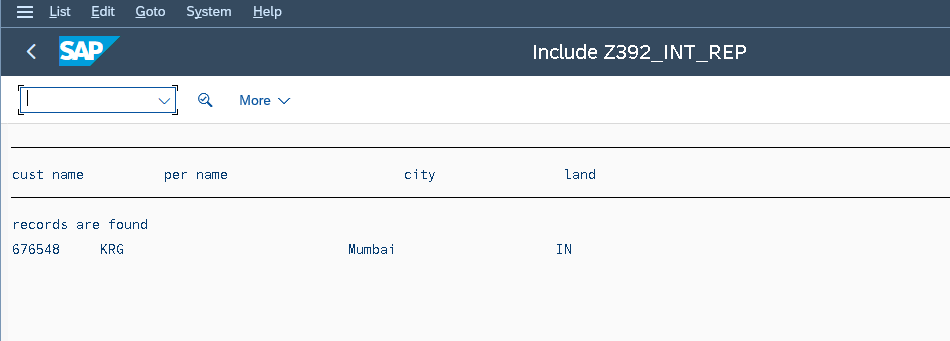 List Edit Goto System Help
SAP Include Z392_INT_REP
More
cust name per name city land
records are found
676548 KRG Mumbai IN